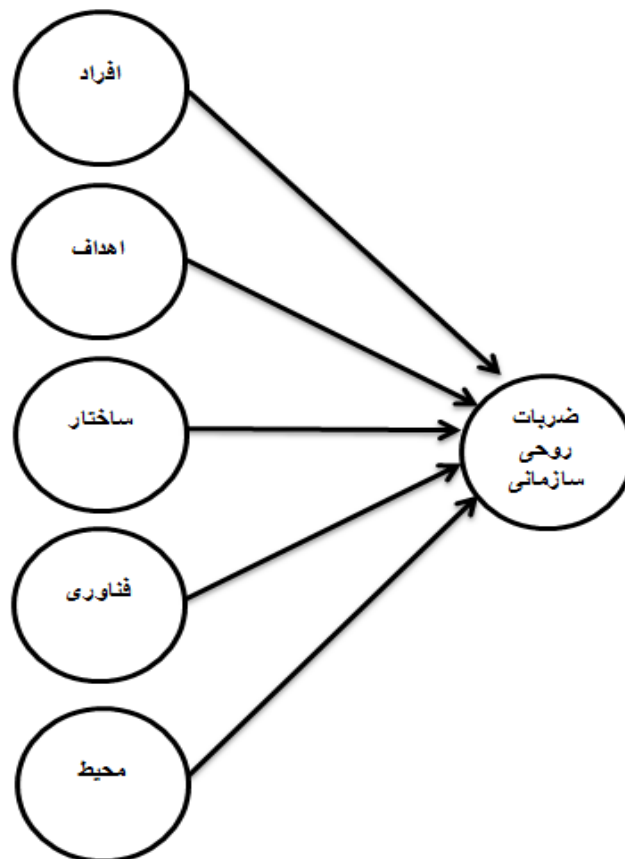 افراد
اهداف
ساختار
فناوری
محیط
ضربات
روحی
سازمانی